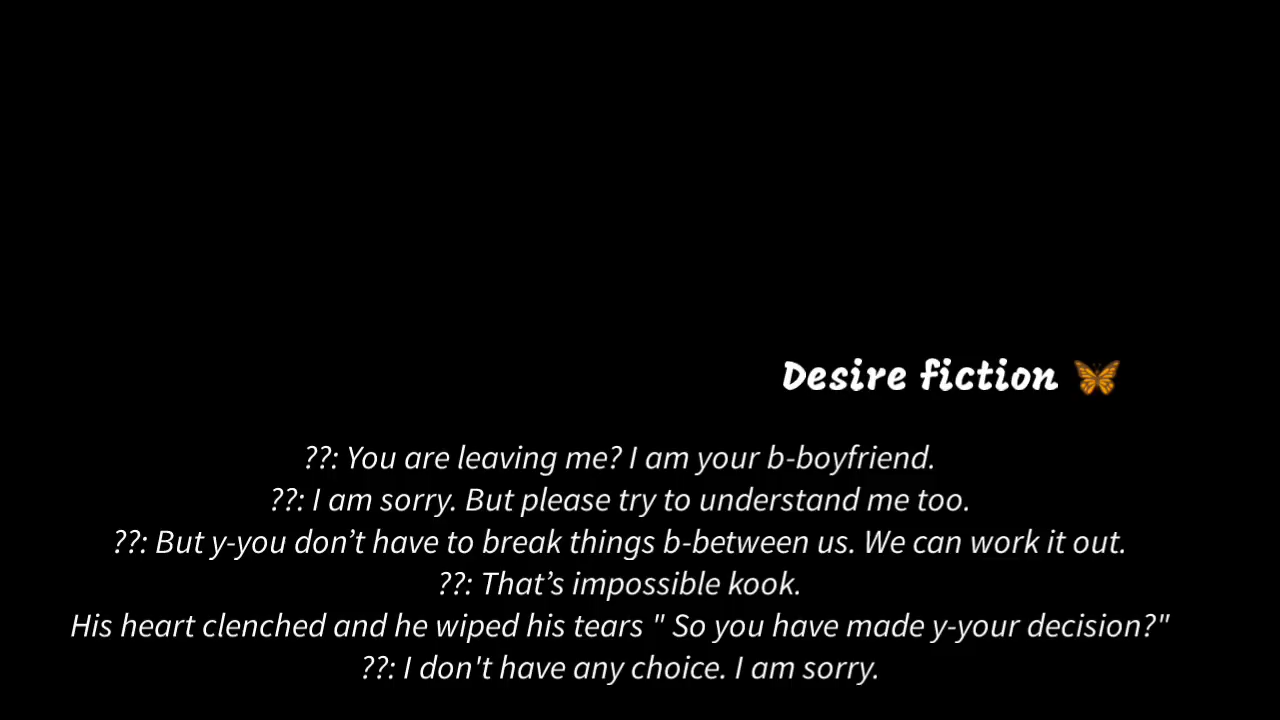 Desire fiction 🦋
??: You are leaving me? I am your b-boyfriend.
??: I am sorry. But please try to understand me too.
??: But y-you don’t have to break things b-between us. We can work it out.
??: That’s impossible kook.
His heart clenched and he wiped his tears " So you have made y-your decision?"
??: I don't have any choice. I am sorry.